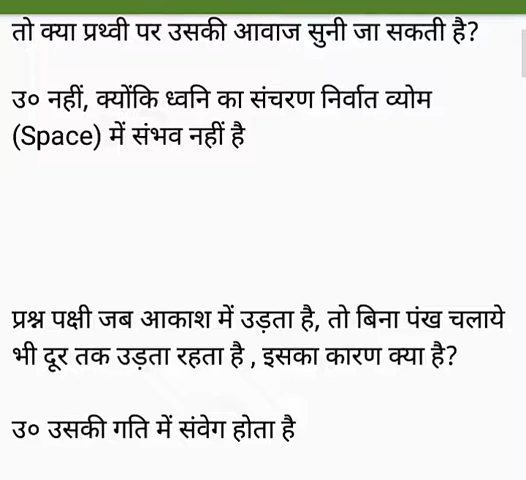 तो क्या प्रथ्वी पर उसकी आवाज सुनी जा सकती है?
उ० नहीं, क्योंकि ध्वनि का संचरण निर्वात व्योम
(Space) में संभव नहीं है
प्रश्न पक्षी जब आकाश में उड़ता है, तो बिना पंख चलाये
भी दूर तक उड़ता रहता है , इसका कारण क्या है?
उ० उसकी गति में संवेग होता है